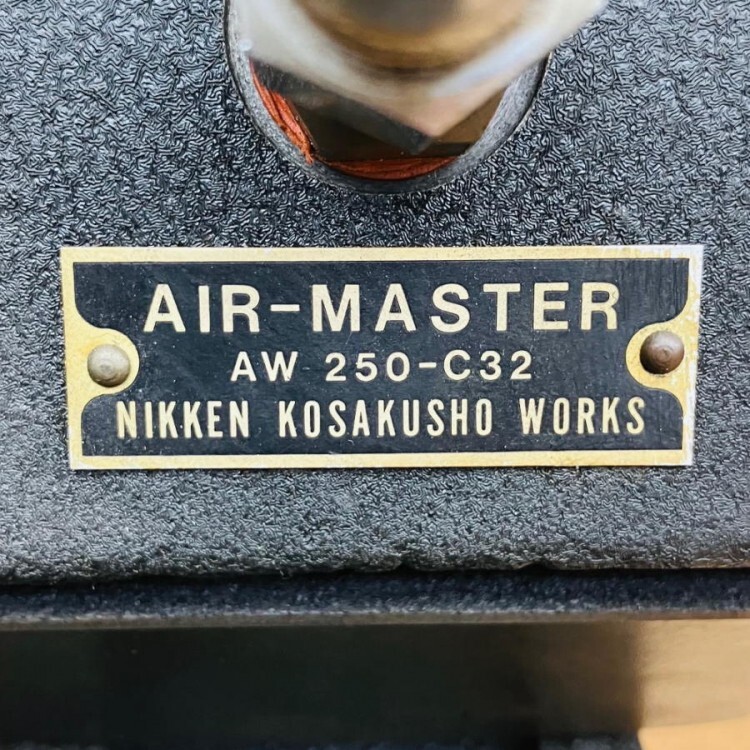 AIR-MASTER
AW 250-C32
NIKKEN KOSAKUSHO WORKS